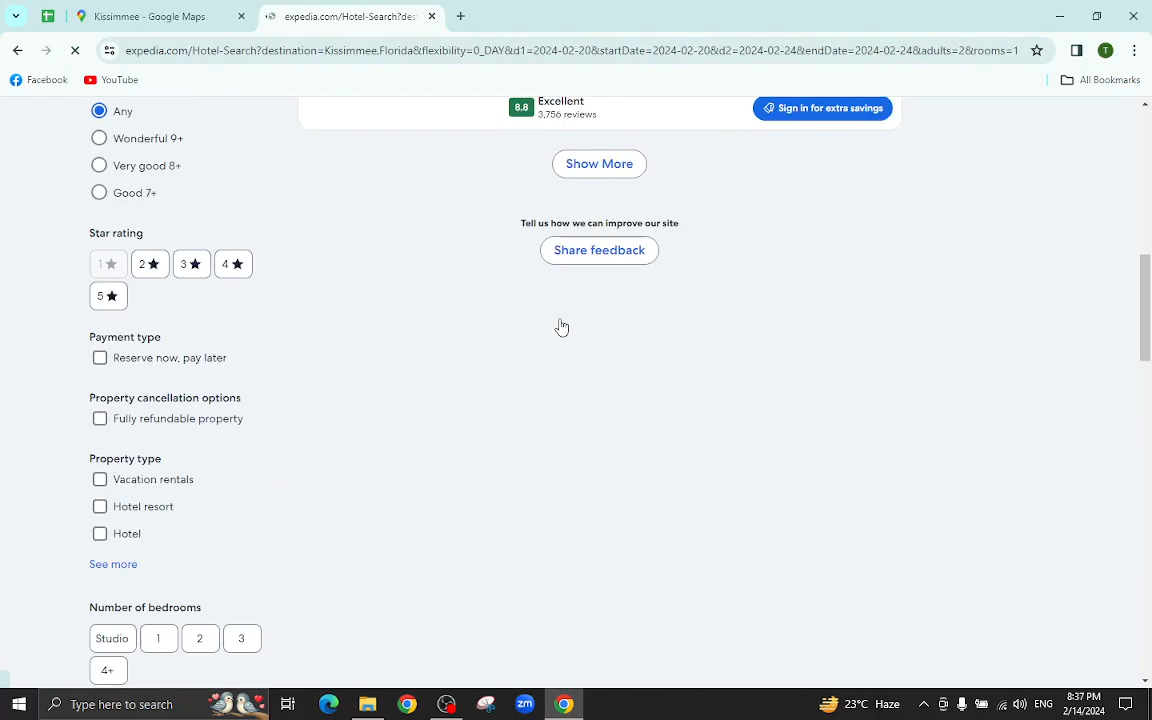 Kissimmee - Google Maps
expedia.com/Hotel-Search?des
expedia.com/Hotel-Search?destination=Kissimmee,Florida&flexibility=0_DAY&d1=2024-02-20&startDate=2024-02-20&d2=2024-02-24&endDate=2024-02-24&adults=2&rooms=1
T
Facebook
YouTube
All Bookmarks
Any
Wonderful 9+
Very good 8+
Good 7+
Star rating
1 ★ 2 ★ 3 ★ 4 ★
5 ★
Payment type
Reserve now, pay later
Property cancellation options
Fully refundable property
Property type
Vacation rentals
Hotel resort
Hotel
See more
Number of bedrooms
Studio 1 2 3
4+
8.8 Excellent
3,756 reviews
Sign in for extra savings
Show More
Tell us how we can improve our site
Share feedback
Type here to search
zm
23°C Haze
ENG
8:37 PM
2/14/2024